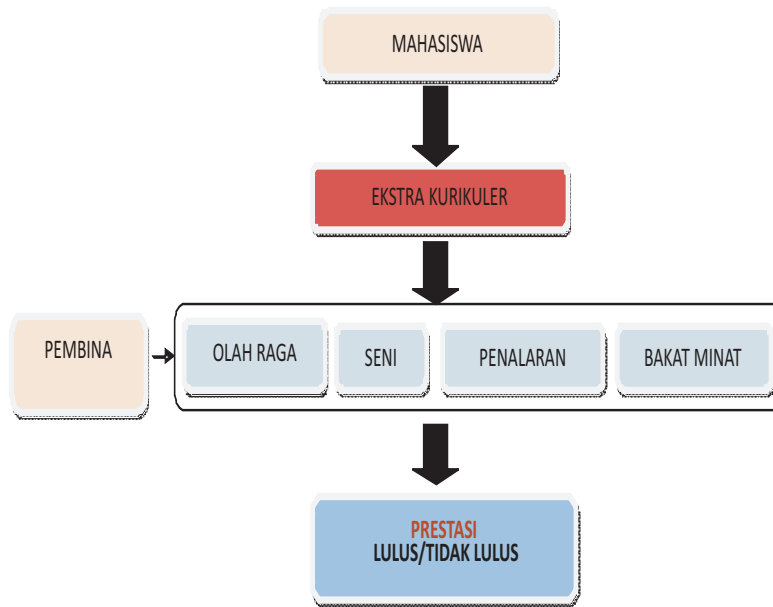 MAHASISWA
EKSTRA KURIKULER
PEMBINA
OLAH RAGA
SENI
PENALARAN
BAKAT MINAT
PRESTASI
LULUS/TIDAK LULUS